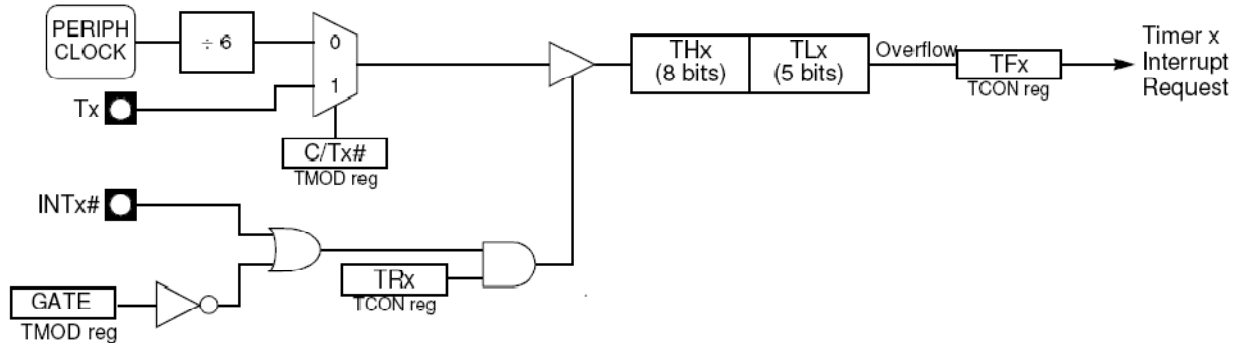 PERIPH
CLOCK
÷ 6
0
1
Tx
C/Tx#
TMOD reg
THx
(8 bits)
TLx
(5 bits)
Overflow
TFx
TCON reg
Timer x
Interrupt
Request
INTx#
GATE
TMOD reg
TRx
TCON reg